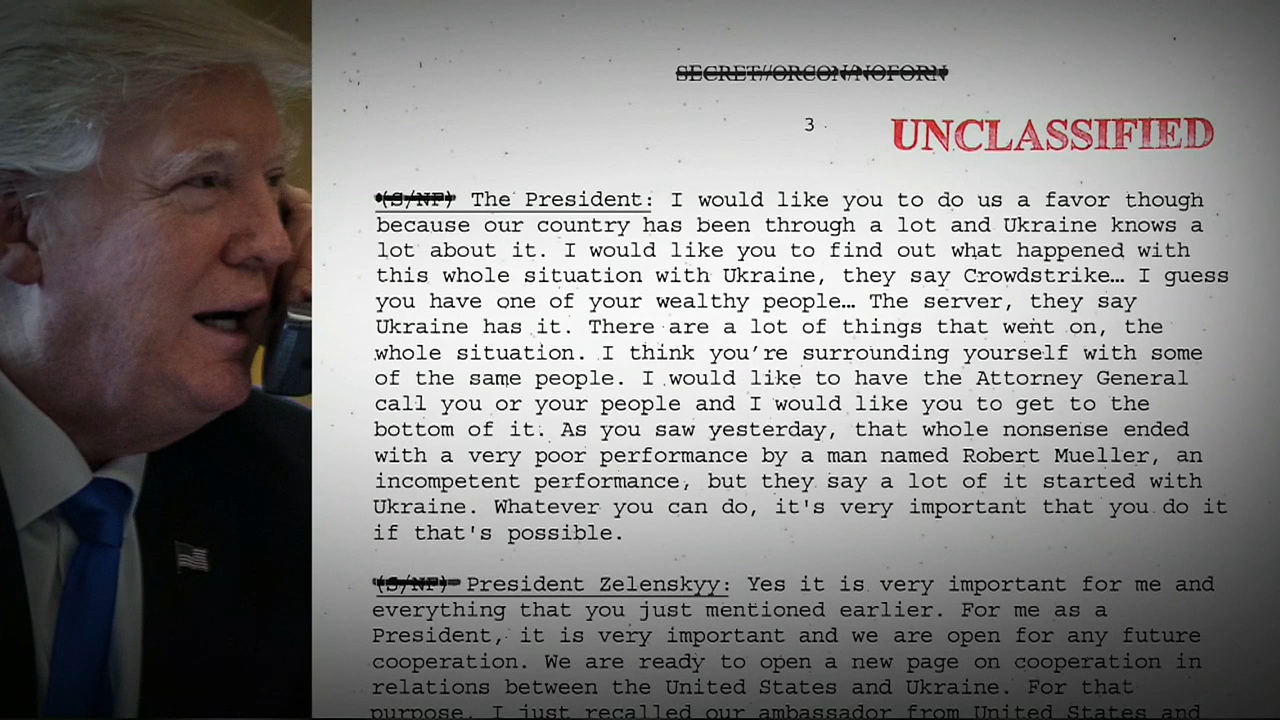 SECRET//ORCON/NOFORN
3
UNCLASSIFIED
(S/NF) The President: I would like you to do us a favor though
because our country has been through a lot and Ukraine knows a
lot about it. I would like you to find out what happened with
this whole situation with Ukraine, they say Crowdstrike… I guess
you have one of your wealthy people… The server, they say
Ukraine has it. There are a lot of things that went on, the
whole situation. I think you're surrounding yourself with some
of the same people. I would like to have the Attorney General
call you or your people and I would like you to get to the
bottom of it. As you saw yesterday, that whole nonsense ended
with a very poor performance by a man named Robert Mueller, an
incompetent performance, but they say a lot of it started with
Ukraine. Whatever you can do, it's very important that you do it
if that's possible.
(S/NF) President Zelenskyy: Yes it is very important for me and
everything that you just mentioned earlier. For me as a
President, it is very important and we are open for any future
cooperation. We are ready to open a new page on cooperation in
relations between the United States and Ukraine. For that
purpose, I just recalled our ambassador from United States and